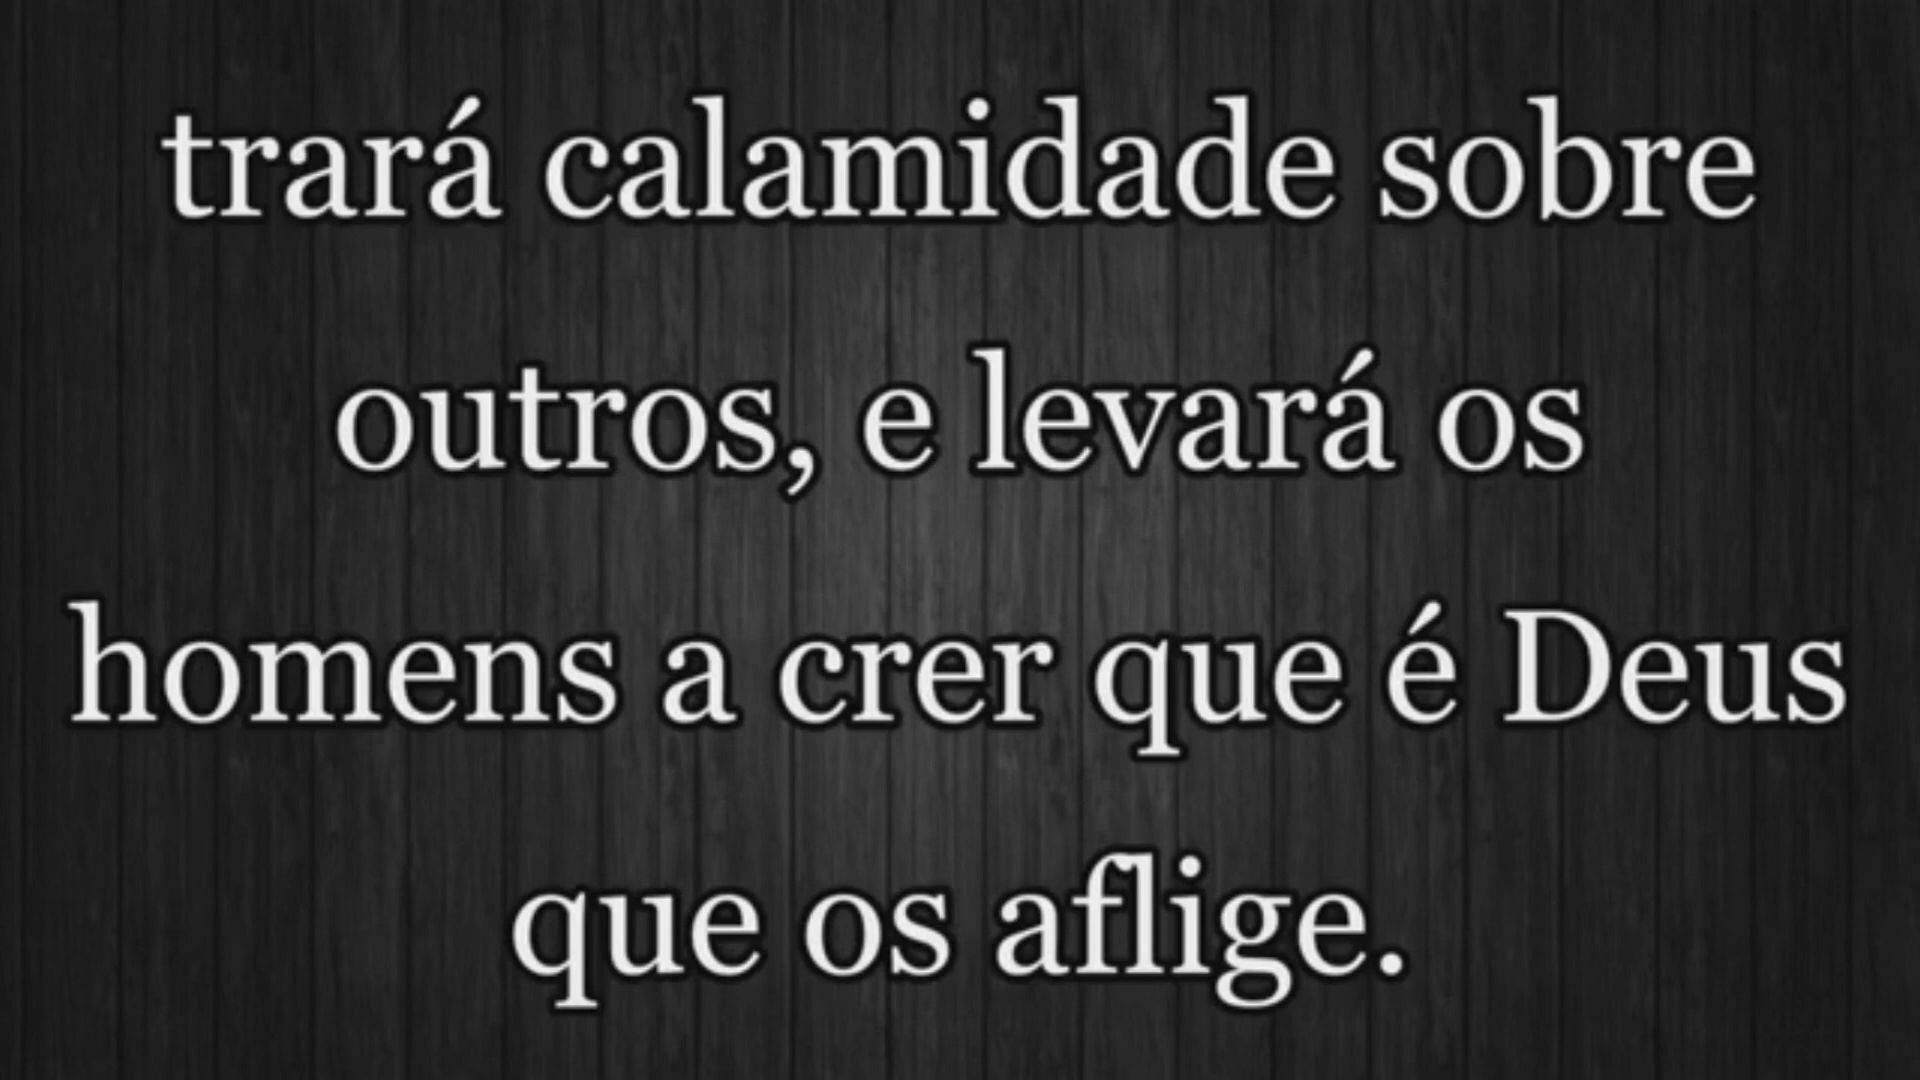 trará calamidade sobre
outros, e levará os
homens a crer que é Deus
que os aflige.